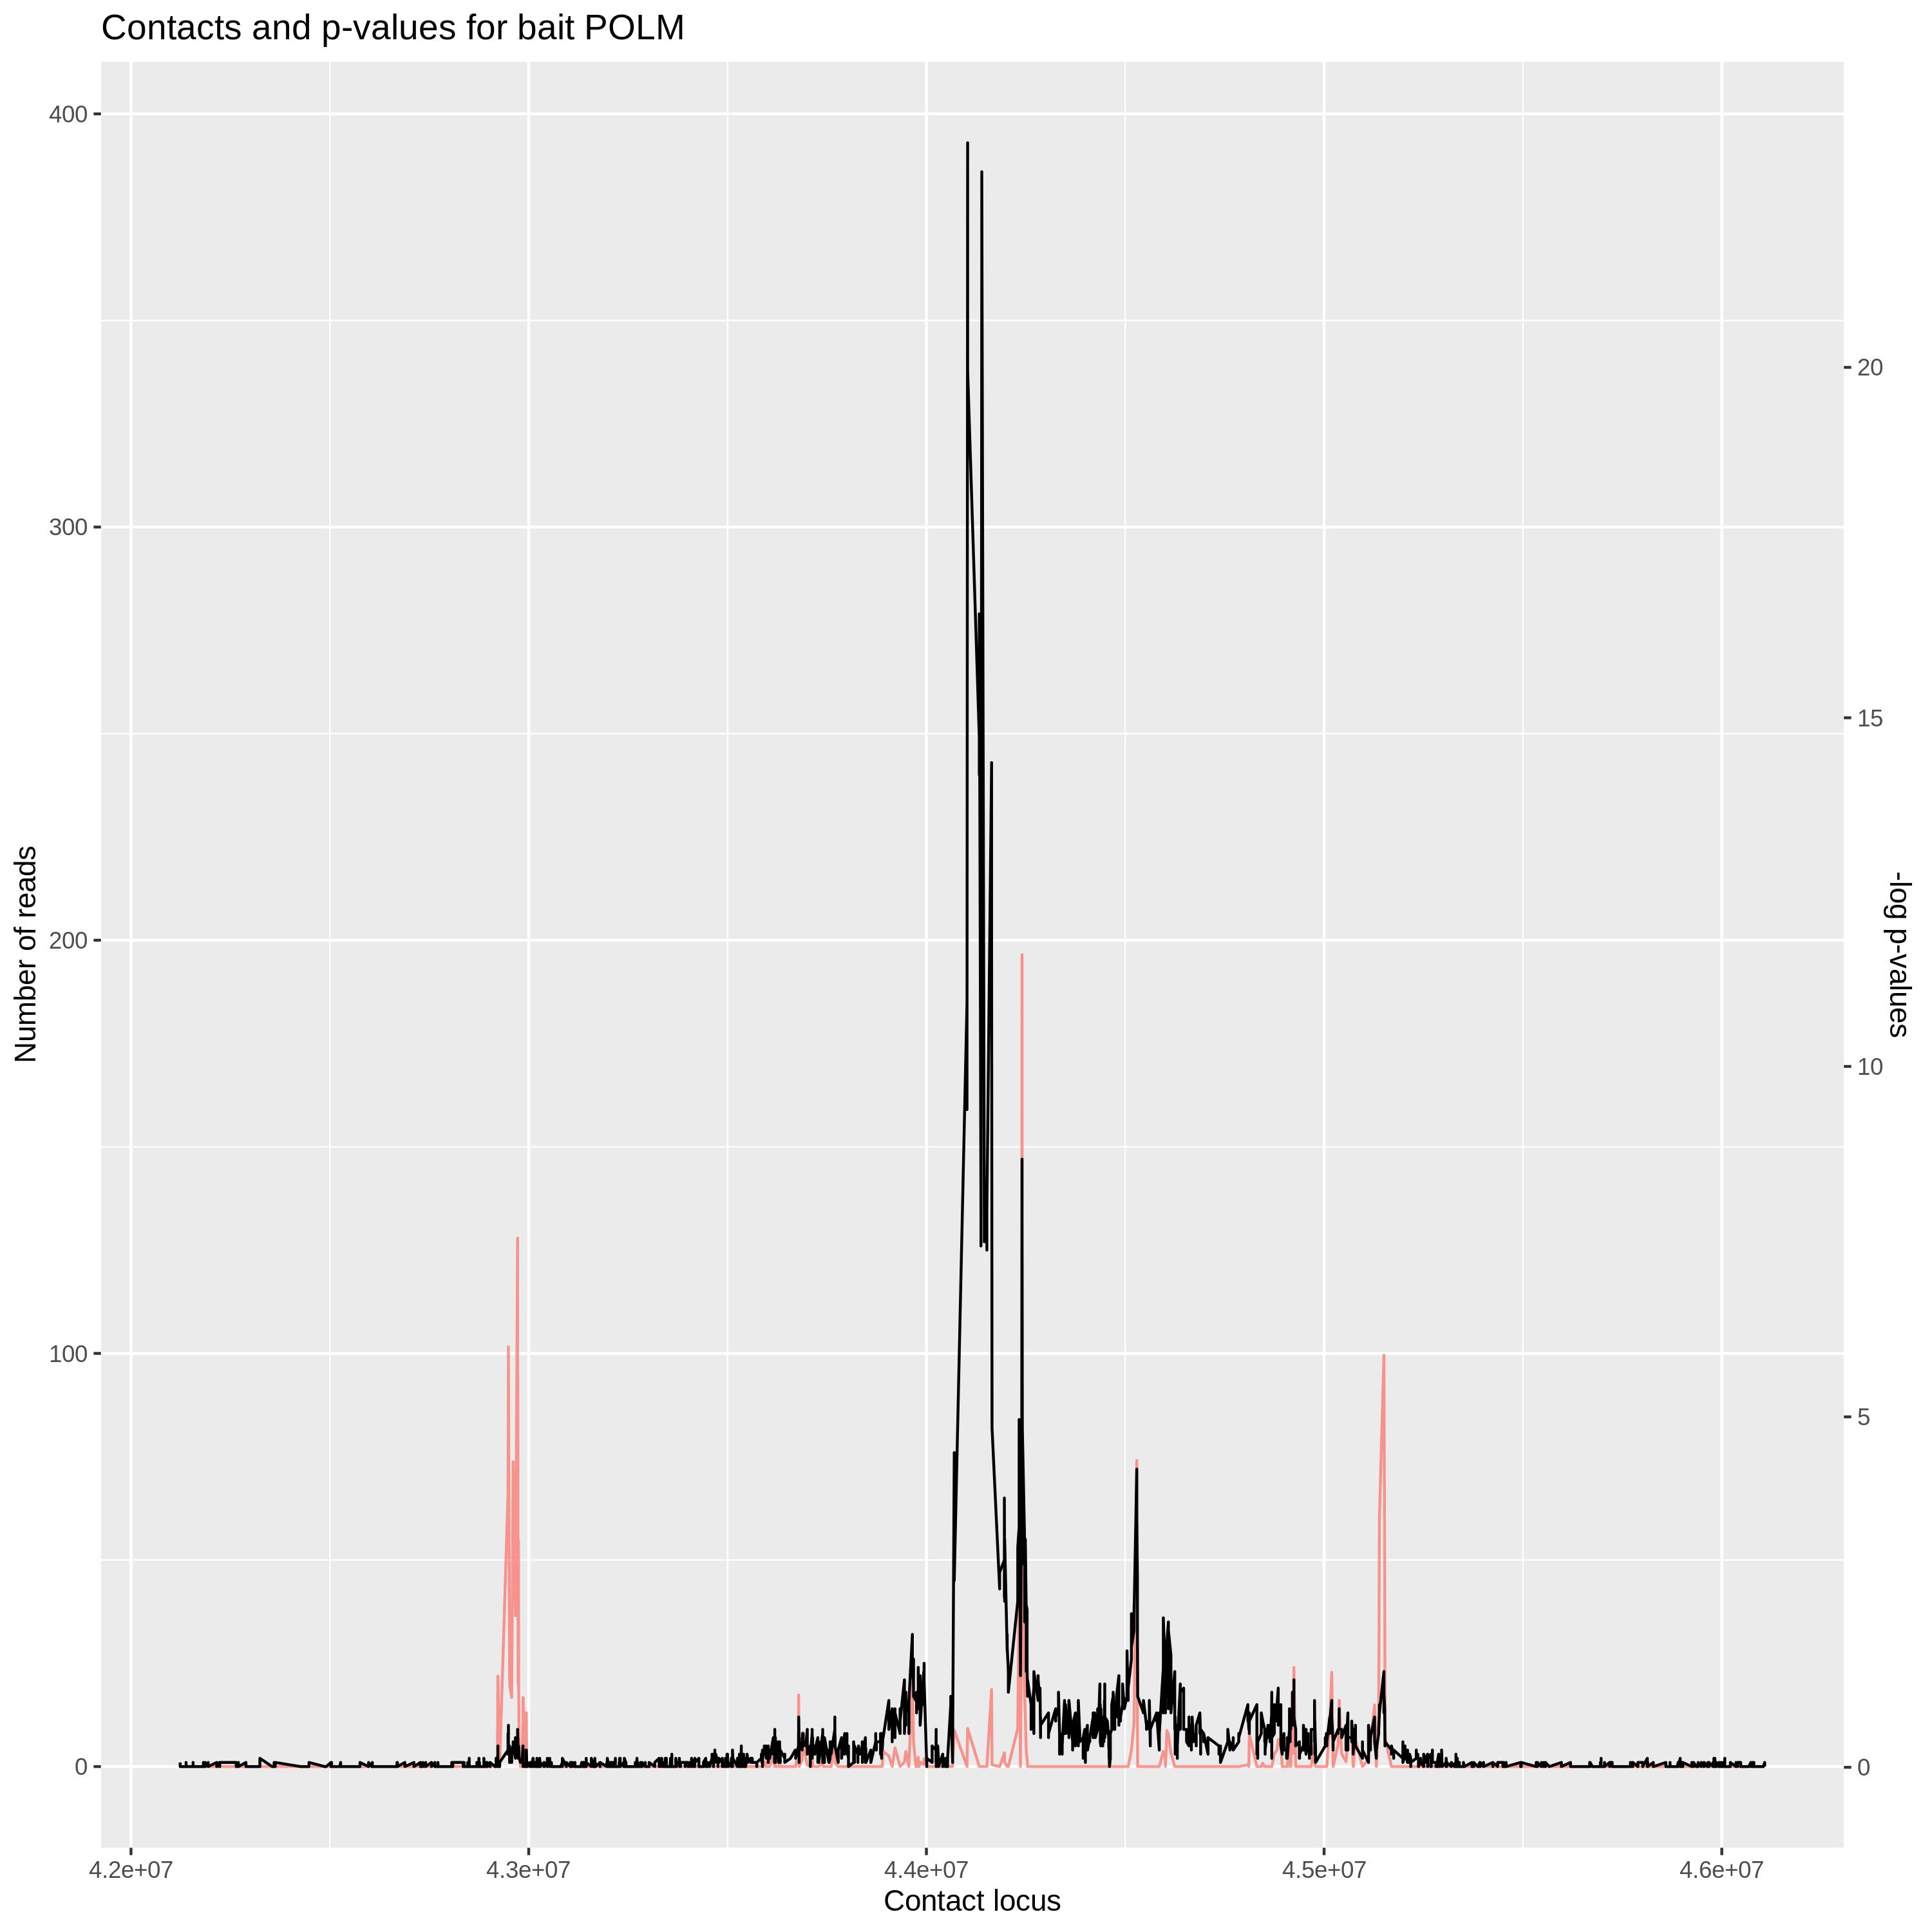 Contacts and p-values for bait POLM
400
300
200
100
0
Number of reads
20
15
10
5
0
-log p-values
4.2e+07
4.3e+07
4.4e+07
4.5e+07
4.6e+07
Contact locus